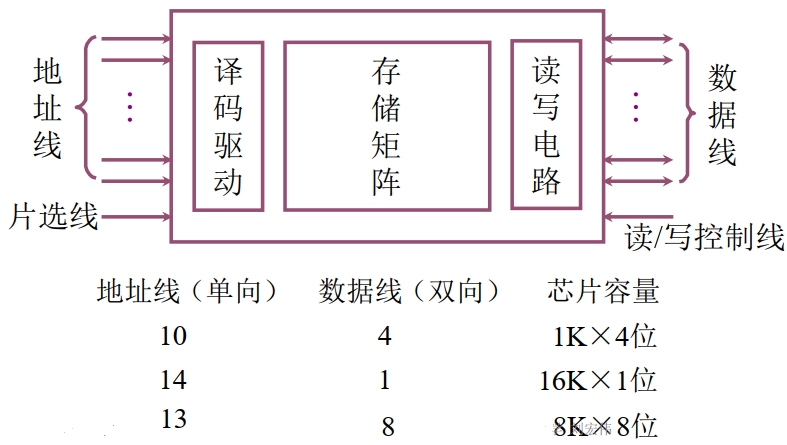 地址线
片选线
译码驱动
存储矩阵
读写电路
数据线
读/写控制线
地址线（单向） 数据线（双向） 芯片容量
10 4 1K×4位
14 1 16K×1位
13 8 8K×8位